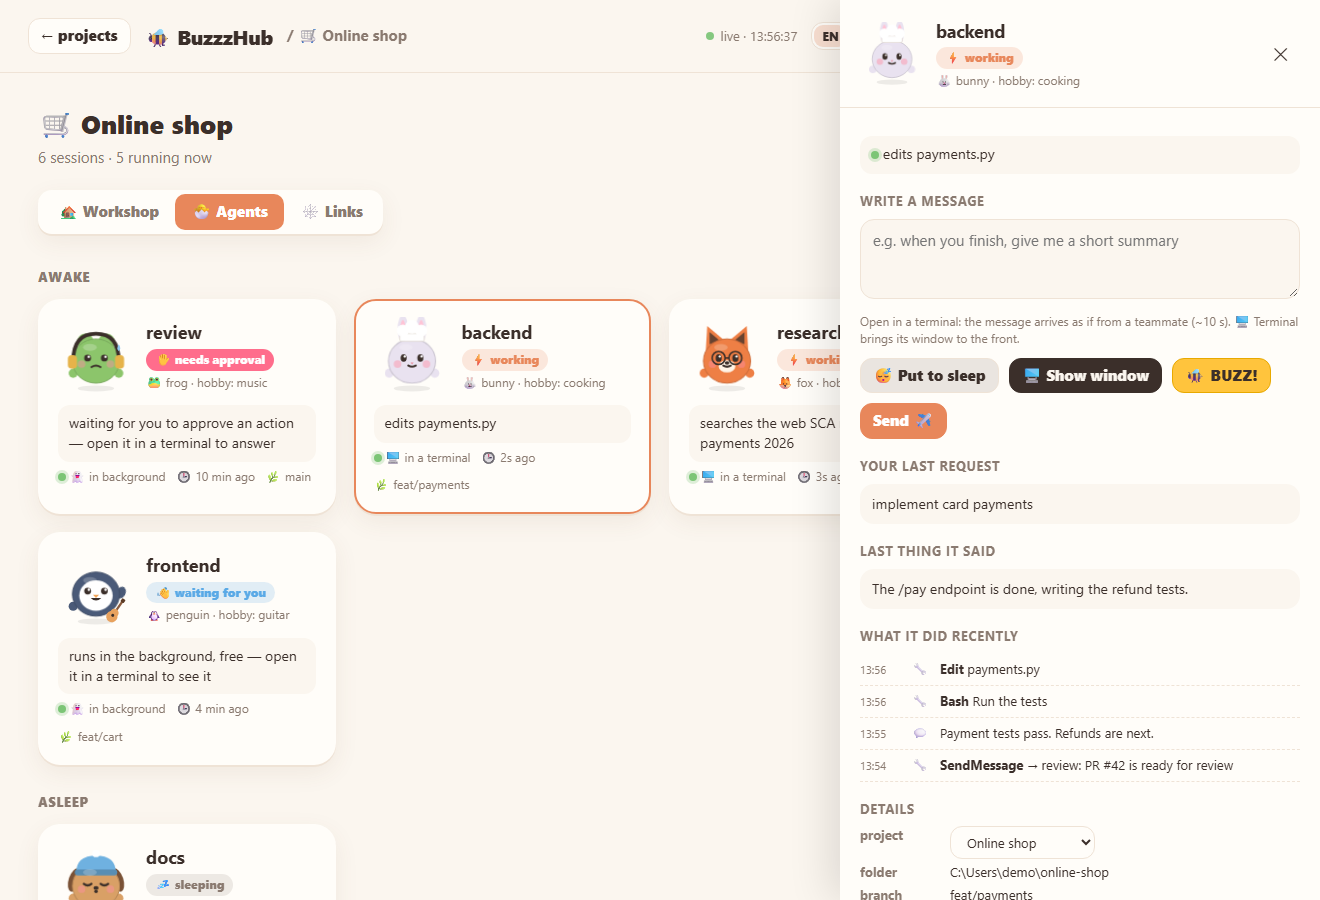 ← projects
BuzzzHub
/ Online shop
live · 13:56:37
EN
Online shop
6 sessions · 5 running now
Workshop
Agents
Links
AWAKE
review
needs approval
frog · hobby: music
waiting for you to approve an action
— open it in a terminal to answer
in background
10 min ago
main
backend
working
bunny · hobby: cooking
edits payments.py
in a terminal
2s ago
feat/payments
fox
searches the web SCA
payments 2026
in a terminal
frontend
waiting for you
penguin · hobby: guitar
runs in the background, free — open
it in a terminal to see it
in background
4 min ago
feat/cart
ASLEEP
docs
sleeping
backend
working
bunny · hobby: cooking
edits payments.py
WRITE A MESSAGE
e.g. when you finish, give me a short summary
Open in a terminal: the message arrives as if from a teammate (~10 s). Terminal
brings its window to the front.
Put to sleep
Show window
BUZZ!
Send
YOUR LAST REQUEST
implement card payments
LAST THING IT SAID
The /pay endpoint is done, writing the refund tests.
WHAT IT DID RECENTLY
13:56 Edit payments.py
13:56 Bash Run the tests
13:55 Payment tests pass. Refunds are next.
13:54 SendMessage → review: PR #42 is ready for review
DETAILS
project Online shop
folder C:\Users\demo\online-shop
branch feat/payments